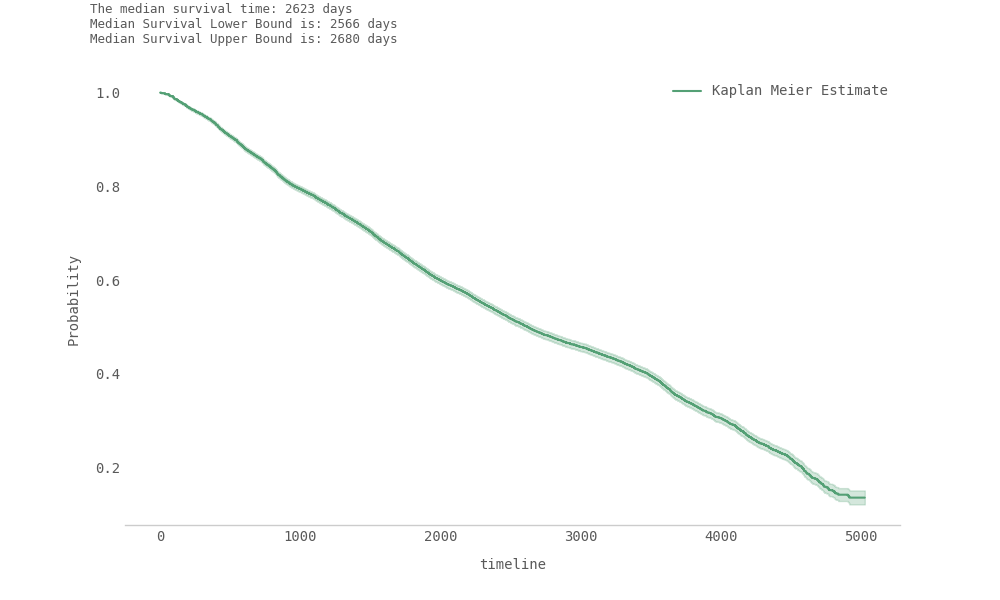 The median survival time: 2623 days
Median Survival Lower Bound is: 2566 days
Median Survival Upper Bound is: 2680 days
Kaplan Meier Estimate
1.0
0.8
0.6
0.4
0.2
Probability
0 1000 2000 3000 4000 5000
timeline